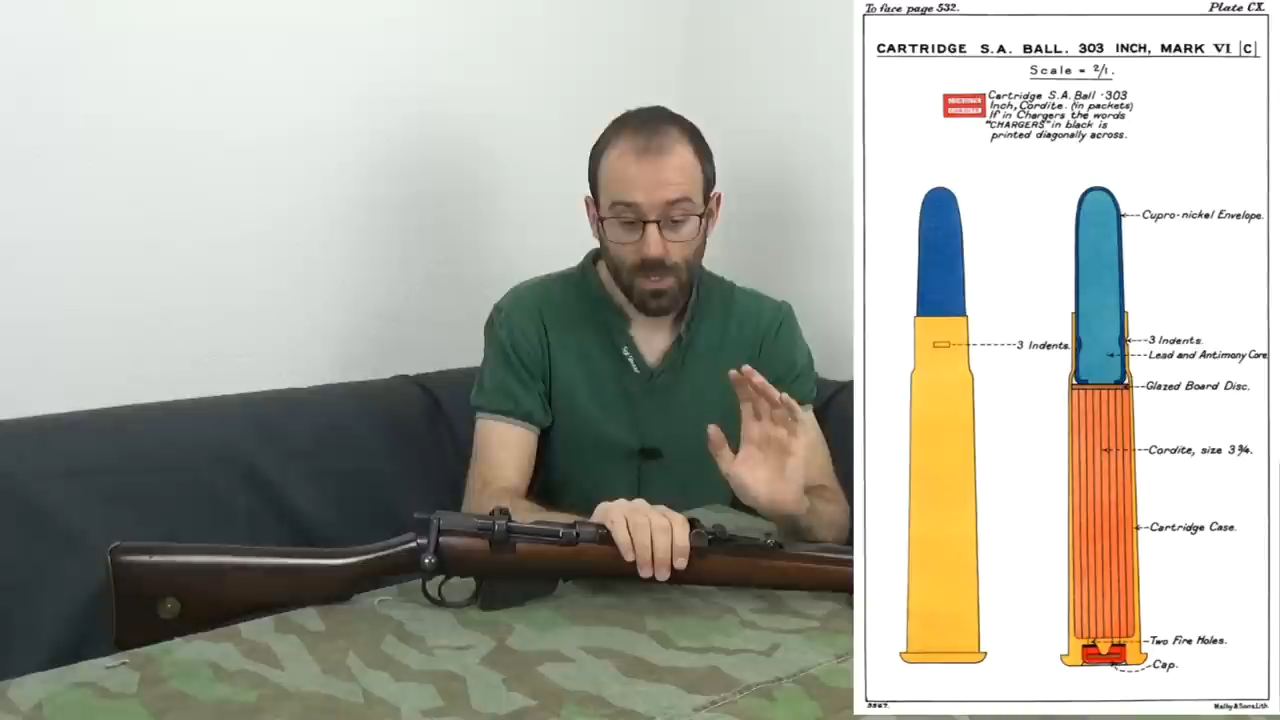 To face page 532.
Plate CX.
CARTRIDGE S.A. BALL. 303 INCH, MARK VI |C|
Scale = 2/1.
Cartridge S.A. Ball ·303
Inch, Cordite. (in packets)
If in Chargers the words
"CHARGERS" in black is
printed diagonally across.
Cupro-nickel Envelope.
3 Indents.
3 Indents.
Lead and Antimony Core
Glazed Board Disc.
Cordite, size 3¾.
Cartridge Case.
Two Fire Holes.
Cap.